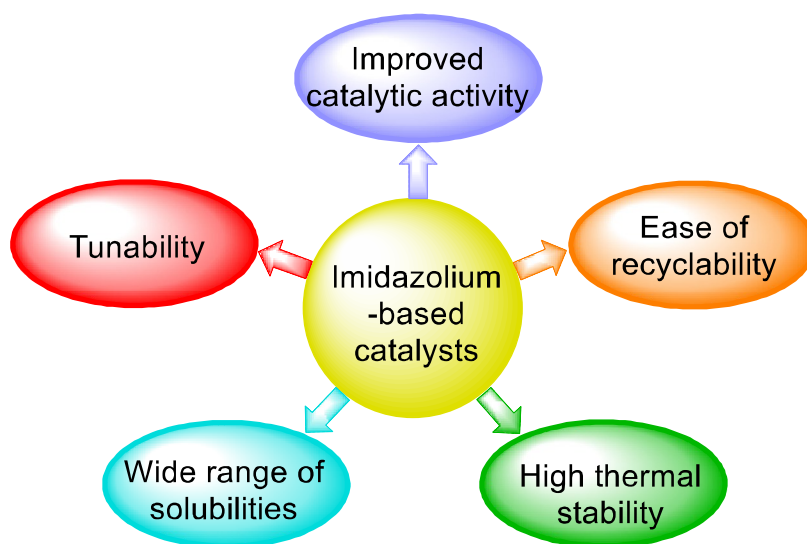 Improved
catalytic activity
Tunability
Ease of
recyclability
Imidazolium
-based
catalysts
Wide range of
solubilities
High thermal
stability